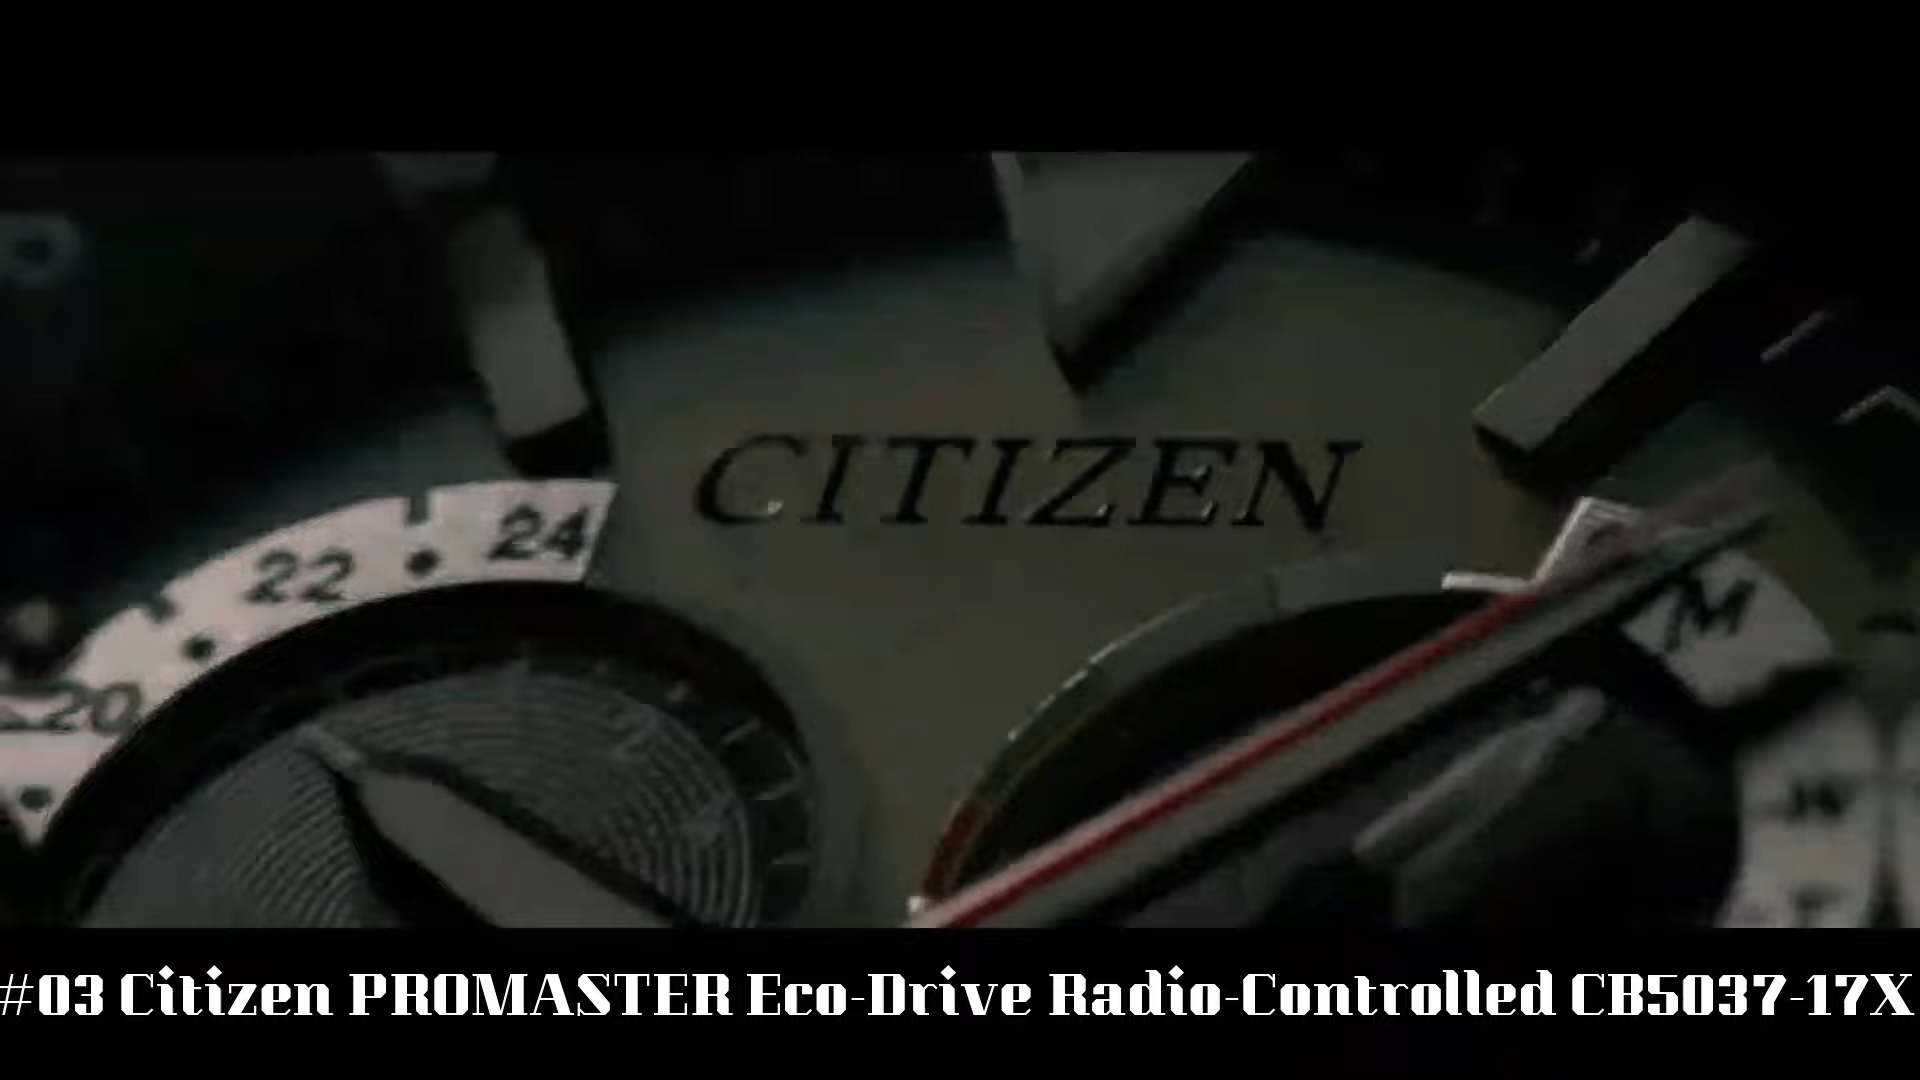 CITIZEN
24
22
20
M
#03 Citizen PROMASTER Eco-Drive Radio-Controlled CB5037-17X